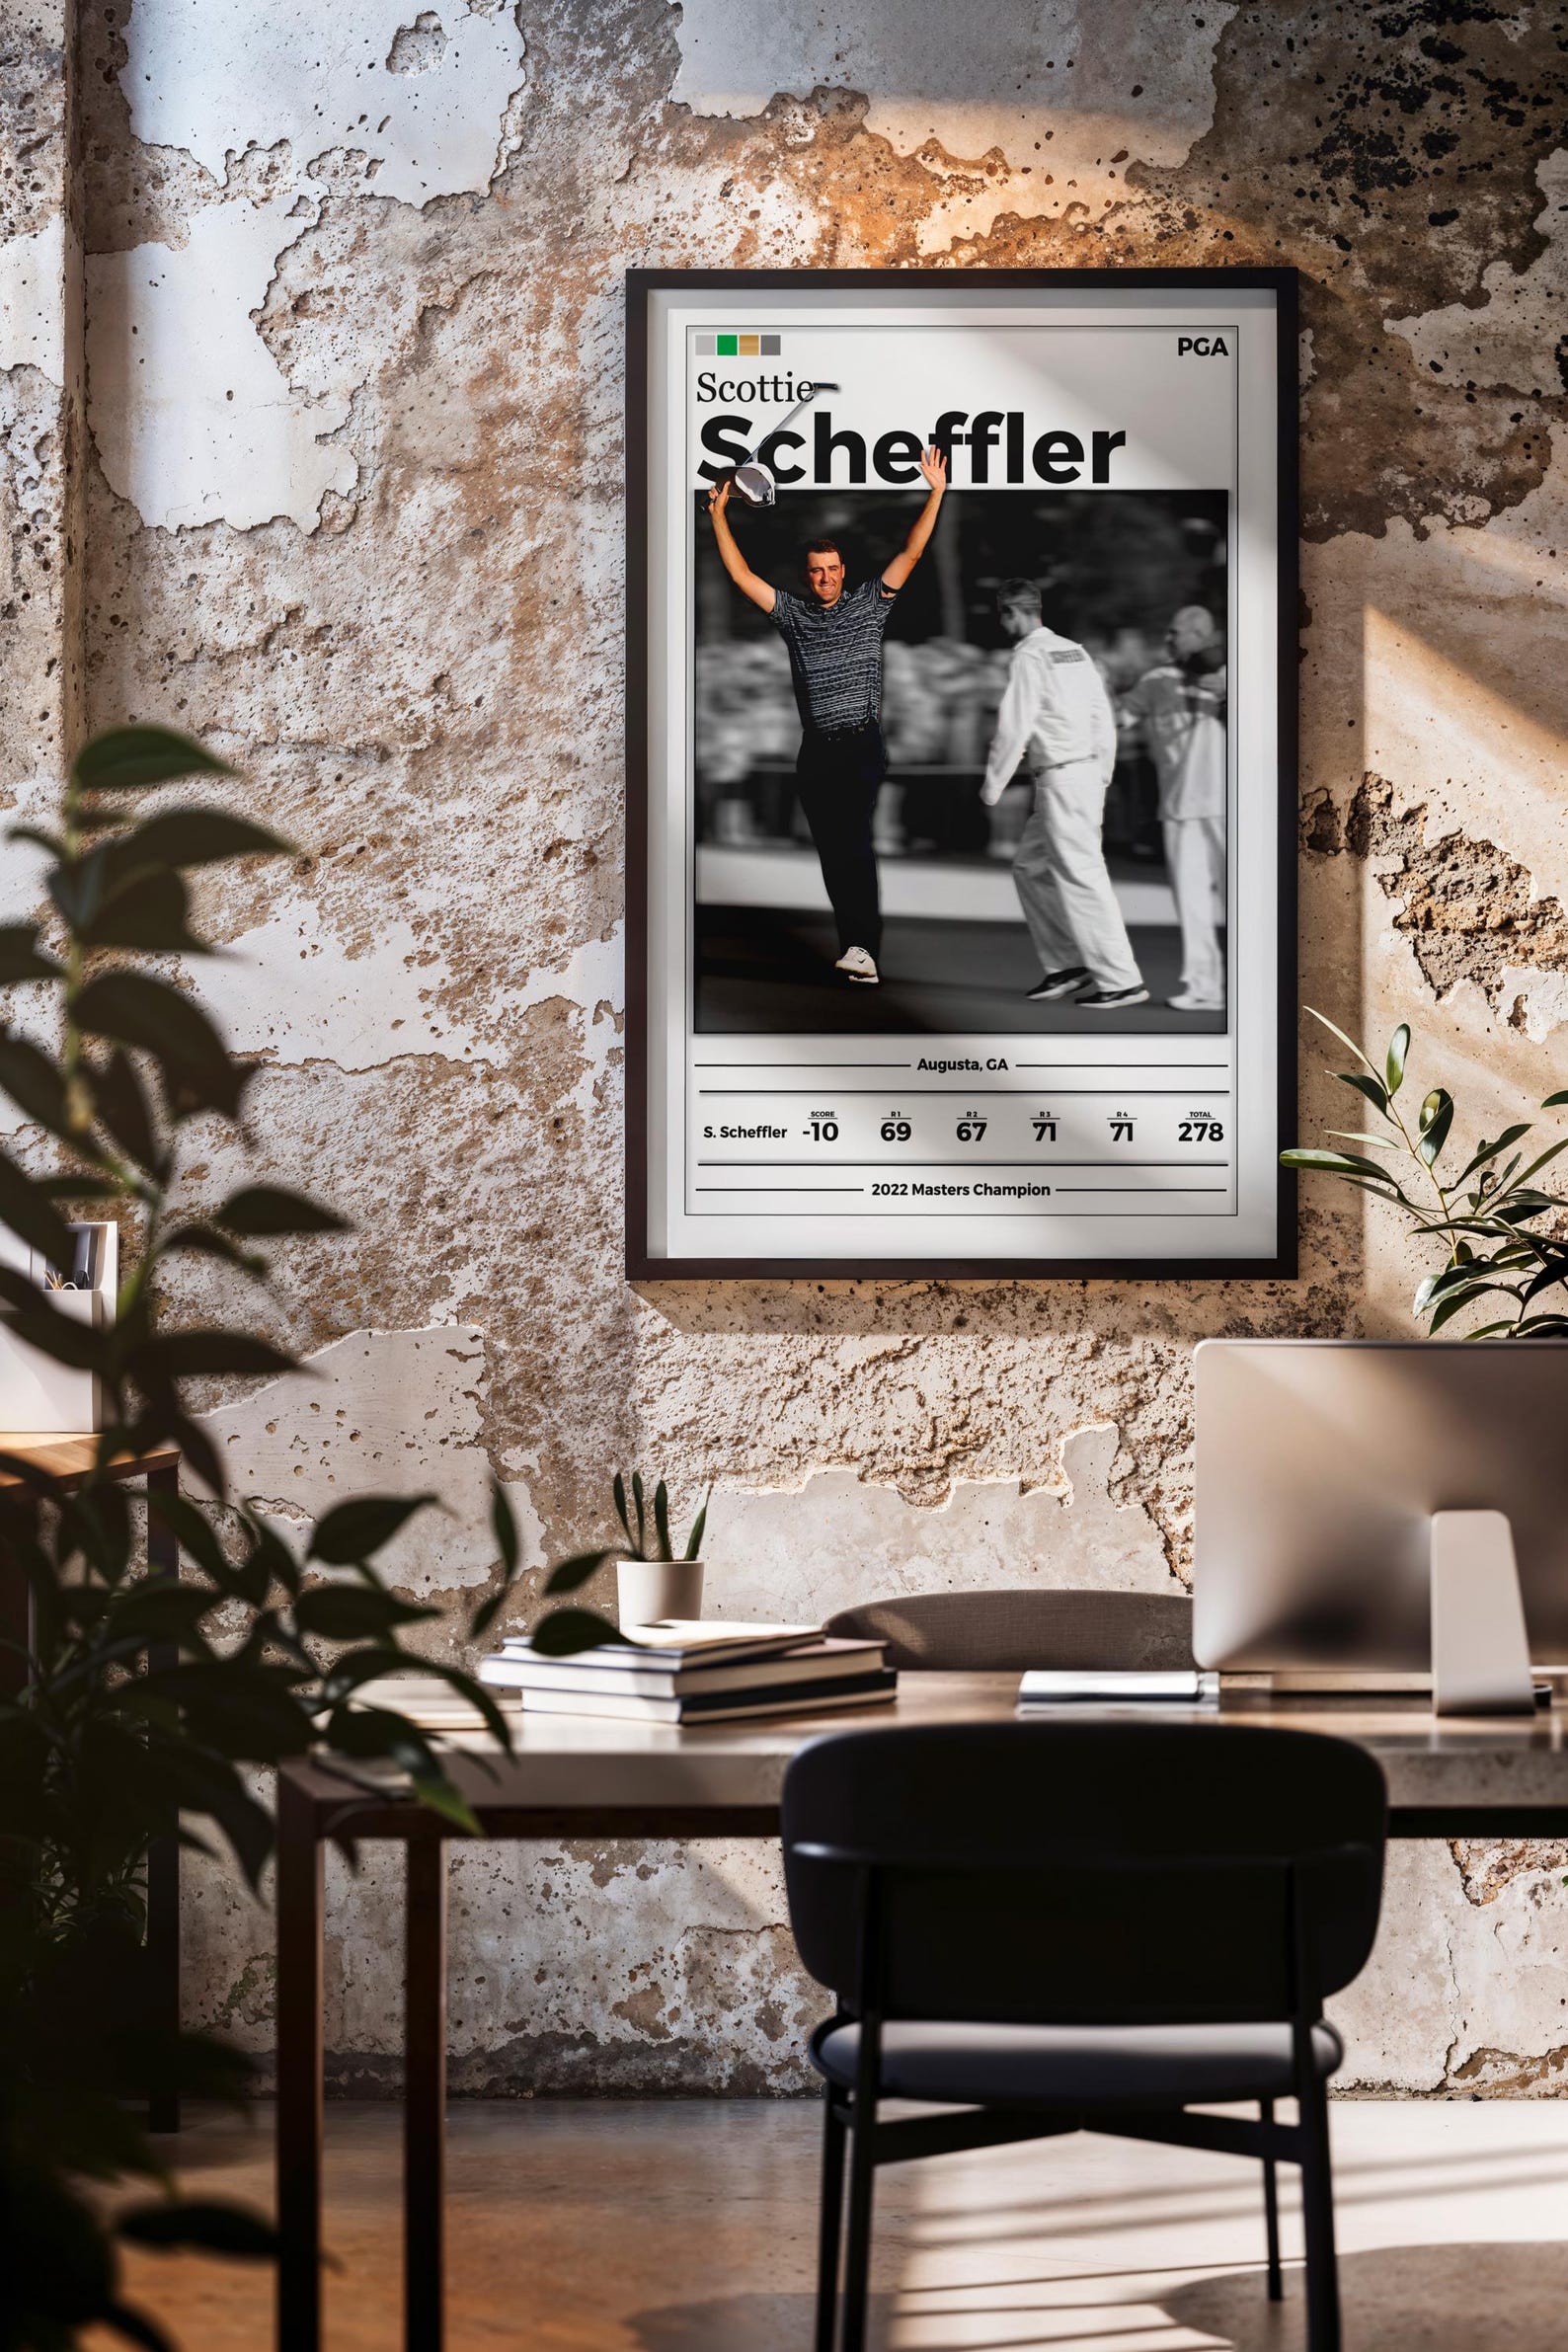 PGA
Scottie
Scheffler
Augusta, GA
SCORE R1 R2 R3 R4 TOTAL
S. Scheffler -10 69 67 71 71 278
2022 Masters Champion